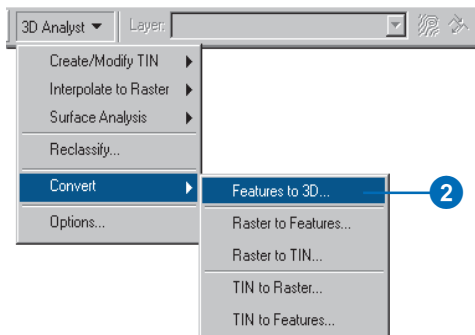 3D Analyst Layer:
Create/Modify TIN
Interpolate to Raster
Surface Analysis
Reclassify...
Convert
Options...
Features to 3D... 2
Raster to Features...
Raster to TIN...
TIN to Raster...
TIN to Features...